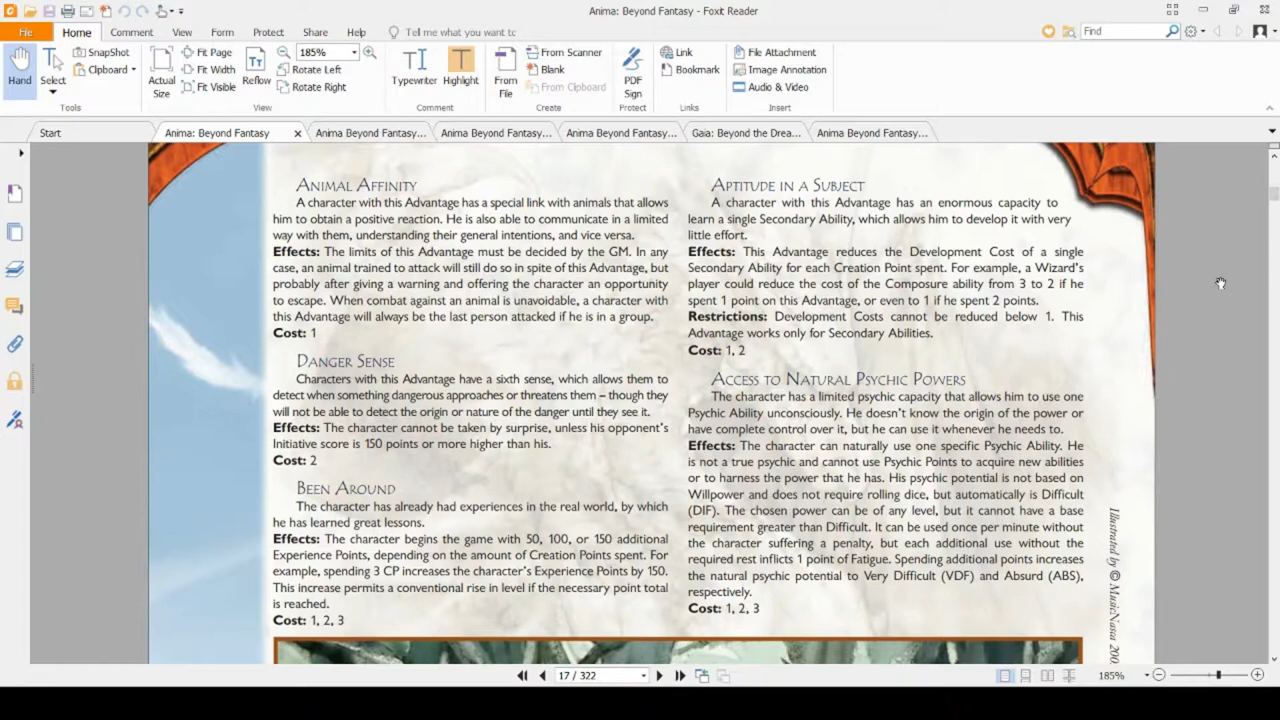 Anima: Beyond Fantasy - Foxit Reader
File Home Comment View Form Protect Share Help Tell me what you want tc Find
Hand
Select
SnapShot
Clipboard
Tools
Actual Size
Fit Page
Fit Width
Fit Visible
Reflow
185%
Rotate Left
Rotate Right
View
Typewriter
Highlight
Comment
From File
From Scanner
Blank
From Clipboard
Create
PDF Sign
Protect
Link
Bookmark
Links
File Attachment
Image Annotation
Audio & Video
Insert
Start Anima: Beyond Fantasy Anima Beyond Fantasy... Anima Beyond Fantasy... Anima Beyond Fantasy... Gaia: Beyond the Drea... Anima Beyond Fantasy...
ANIMAL AFFINITY
A character with this Advantage has a special link with animals that allows
him to obtain a positive reaction. He is also able to communicate in a limited
way with them, understanding their general intentions, and vice versa.
Effects: The limits of this Advantage must be decided by the GM. In any
case, an animal trained to attack will still do so in spite of this Advantage, but
probably after giving a warning and offering the character an opportunity
to escape. When combat against an animal is unavoidable, a character with
this Advantage will always be the last person attacked if he is in a group.
Cost: 1
DANGER SENSE
Characters with this Advantage have a sixth sense, which allows them to
detect when something dangerous approaches or threatens them – though they
will not be able to detect the origin or nature of the danger until they see it.
Effects: The character cannot be taken by surprise, unless his opponent's
Initiative score is 150 points or more higher than his.
Cost: 2
BEEN AROUND
The character has already had experiences in the real world, by which
he has learned great lessons.
Effects: The character begins the game with 50, 100, or 150 additional
Experience Points, depending on the amount of Creation Points spent. For
example, spending 3 CP increases the character's Experience Points by 150.
This increase permits a conventional rise in level if the necessary point total
is reached.
Cost: 1, 2, 3
APTITUDE IN A SUBJECT
A character with this Advantage has an enormous capacity to
learn a single Secondary Ability, which allows him to develop it with very
little effort.
Effects: This Advantage reduces the Development Cost of a single
Secondary Ability for each Creation Point spent. For example, a Wizard's
player could reduce the cost of the Composure ability from 3 to 2 if he
spent 1 point on this Advantage, or even to 1 if he spent 2 points.
Restrictions: Development Costs cannot be reduced below 1. This
Advantage works only for Secondary Abilities.
Cost: 1, 2
ACCESS TO NATURAL PSYCHIC POWERS
The character has a limited psychic capacity that allows him to use one
Psychic Ability unconsciously. He doesn't know the origin of the power or
have complete control over it, but he can use it whenever he needs to.
Effects: The character can naturally use one specific Psychic Ability. He
is not a true psychic and cannot use Psychic Points to acquire new abilities
or to harness the power that he has. His psychic potential is not based on
Willpower and does not require rolling dice, but automatically is Difficult
(DIF). The chosen power can be of any level, but it cannot have a base
requirement greater than Difficult. It can be used once per minute without
the character suffering a penalty, but each additional use without the
required rest inflicts 1 point of Fatigue. Spending additional points increases
the natural psychic potential to Very Difficult (VDF) and Absurd (ABS),
respectively.
Cost: 1, 2, 3
Illustrated by ©
17 / 322
185%